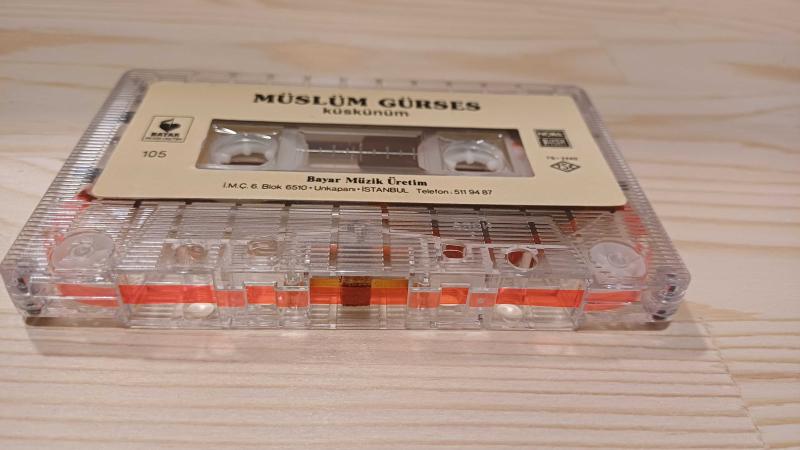 MÜSLÜM GÜRSES
küskünüm
BAYAR
105
Bayar Müzik Üretim
İ.M.Ç. 6. Blok 6510 • Unkapanı • İSTANBUL Telefon: 511 94 87